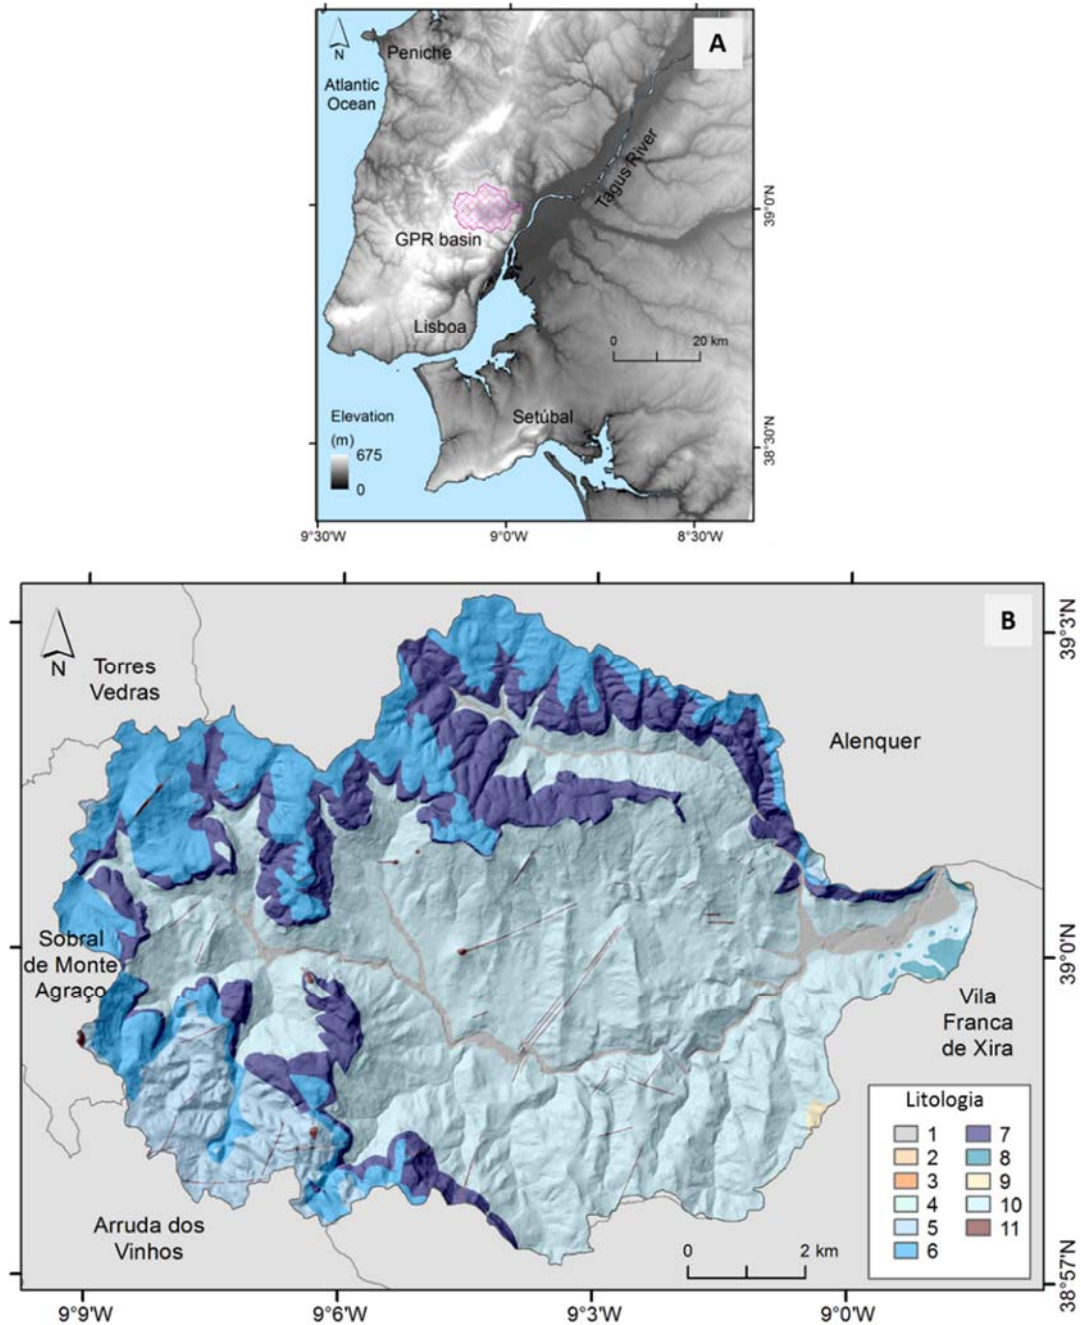 A
N
Peniche
Atlantic
Ocean
Tagus River
39°0'N
GPR basin
Lisboa
0 20 km
Setúbal
Elevation
(m)
675
0
38°30'N
9°30'W 9°0'W 8°30'W
B
N
39°3'N
Torres
Vedras
Alenquer
Sobral
de Monte
Agraço
39°0'N
Vila
Franca
de Xira
Litologia
1 7
2 8
3 9
4 10
5 11
6
Arruda dos
Vinhos
0 2 km
38°57'N
9°9'W 9°6'W 9°3'W 9°0'W